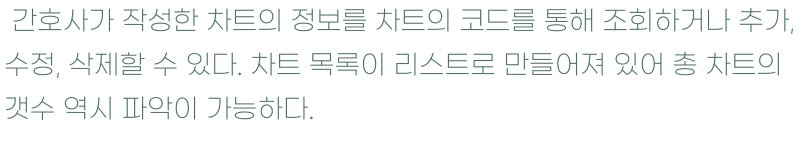 간호사가 작성한 차트의 정보를 차트의 코드를 통해 조회하거나 추가,
수정, 삭제할 수 있다. 차트 목록이 리스트로 만들어져 있어 총 차트의
갯수 역시 파악이 가능하다.